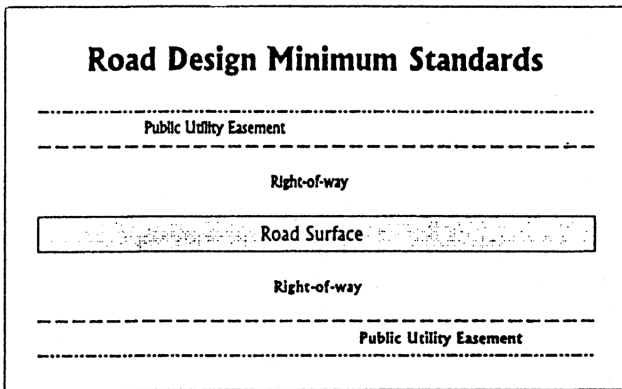 Road Design Minimum Standards
Public Utility Easement
Right-of-way
Road Surface
Right-of-way
Public Utility Easement